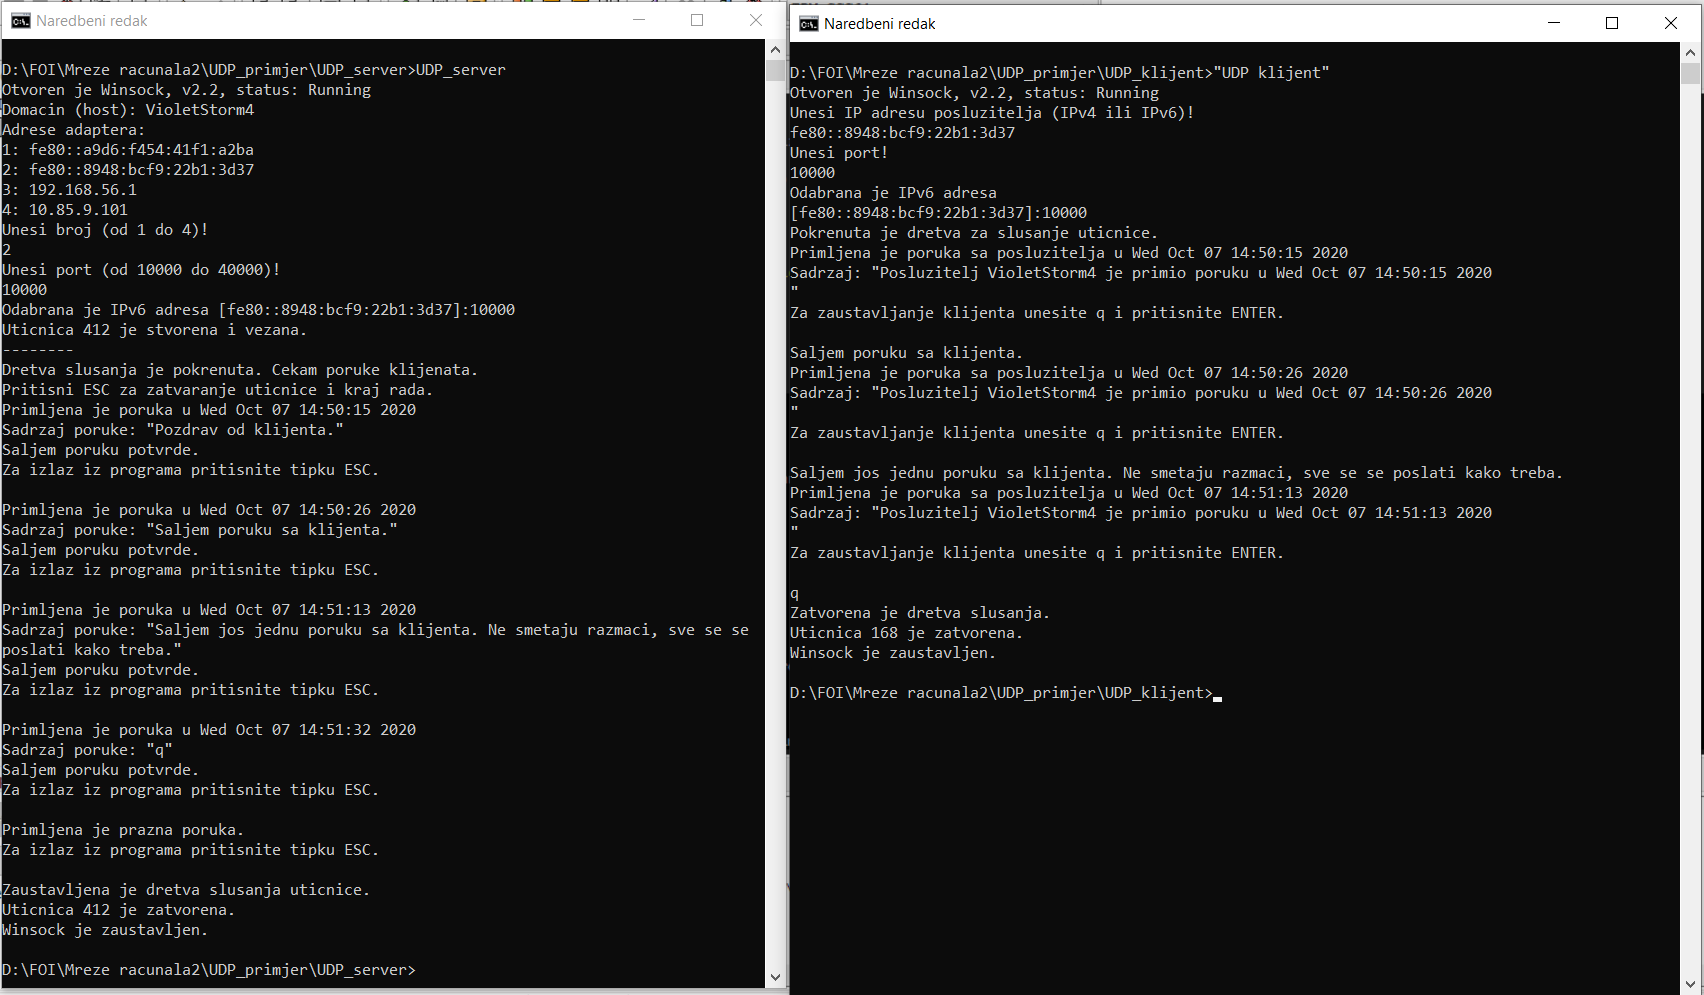 Naredbeni redak
D:\FOI\Mreze racunala2\UDP_primjer\UDP_server>UDP_server
Otvoren je Winsock, v2.2, status: Running
Domacin (host): VioletStorm4
Adrese adaptera:
1: fe80::a9d6:f454:41f1:a2ba
2: fe80::8948:bcf9:22b1:3d37
3: 192.168.56.1
4: 10.85.9.101
Unesi broj (od 1 do 4)!
2
Unesi port (od 10000 do 40000)!
10000
Odabrana je IPv6 adresa [fe80::8948:bcf9:22b1:3d37]:10000
Uticnica 412 je stvorena i vezana.
--------
Dretva slusanja je pokrenuta. Cekam poruke klijenata.
Pritisni ESC za zatvaranje uticnice i kraj rada.
Primljena je poruka u Wed Oct 07 14:50:15 2020
Sadrzaj poruke: "Pozdrav od klijenta."
Saljem poruku potvrde.
Za izlaz iz programa pritisnite tipku ESC.
Primljena je poruka u Wed Oct 07 14:50:26 2020
Sadrzaj poruke: "Saljem poruku sa klijenta."
Saljem poruku potvrde.
Za izlaz iz programa pritisnite tipku ESC.
Primljena je poruka u Wed Oct 07 14:51:13 2020
Sadrzaj poruke: "Saljem jos jednu poruku sa klijenta. Ne smetaju razmaci, sve se se
poslati kako treba."
Saljem poruku potvrde.
Za izlaz iz programa pritisnite tipku ESC.
Primljena je poruka u Wed Oct 07 14:51:32 2020
Sadrzaj poruke: "q"
Saljem poruku potvrde.
Za izlaz iz programa pritisnite tipku ESC.
Primljena je prazna poruka.
Za izlaz iz programa pritisnite tipku ESC.
Zaustavljena je dretva slusanja uticnice.
Uticnica 412 je zatvorena.
Winsock je zaustavljen.
D:\FOI\Mreze racunala2\UDP_primjer\UDP_server>
Naredbeni redak
D:\FOI\Mreze racunala2\UDP_primjer\UDP_klijent>"UDP klijent"
Otvoren je Winsock, v2.2, status: Running
Unesi IP adresu posluzitelja (IPv4 ili IPv6)!
fe80::8948:bcf9:22b1:3d37
Unesi port!
10000
Odabrana je IPv6 adresa
[fe80::8948:bcf9:22b1:3d37]:10000
Pokrenuta je dretva za slusanje uticnice.
Primljena je poruka sa posluzitelja u Wed Oct 07 14:50:15 2020
Sadrzaj: "Posluzitelj VioletStorm4 je primio poruku u Wed Oct 07 14:50:15 2020
"
Za zaustavljanje klijenta unesite q i pritisnite ENTER.
Saljem poruku sa klijenta.
Primljena je poruka sa posluzitelja u Wed Oct 07 14:50:26 2020
Sadrzaj: "Posluzitelj VioletStorm4 je primio poruku u Wed Oct 07 14:50:26 2020
"
Za zaustavljanje klijenta unesite q i pritisnite ENTER.
Saljem jos jednu poruku sa klijenta. Ne smetaju razmaci, sve se se poslati kako treba.
Primljena je poruka sa posluzitelja u Wed Oct 07 14:51:13 2020
Sadrzaj: "Posluzitelj VioletStorm4 je primio poruku u Wed Oct 07 14:51:13 2020
"
Za zaustavljanje klijenta unesite q i pritisnite ENTER.
q
Zatvorena je dretva slusanja.
Uticnica 168 je zatvorena.
Winsock je zaustavljen.
D:\FOI\Mreze racunala2\UDP_primjer\UDP_klijent>